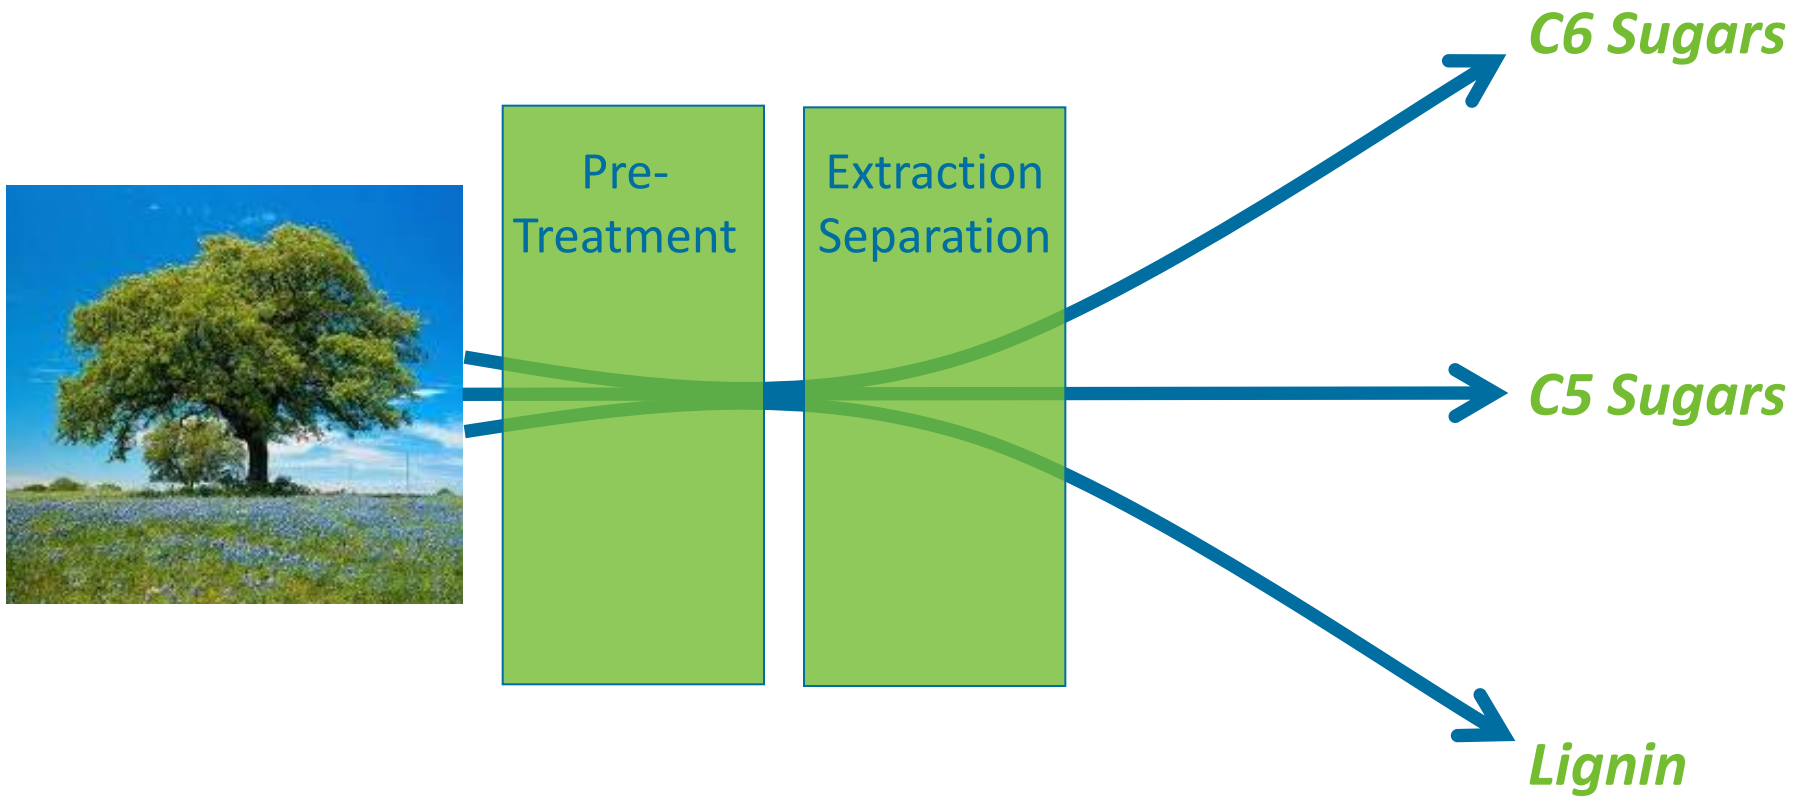 C6 Sugars
Pre-
Treatment
Extraction
Separation
C5 Sugars
Lignin